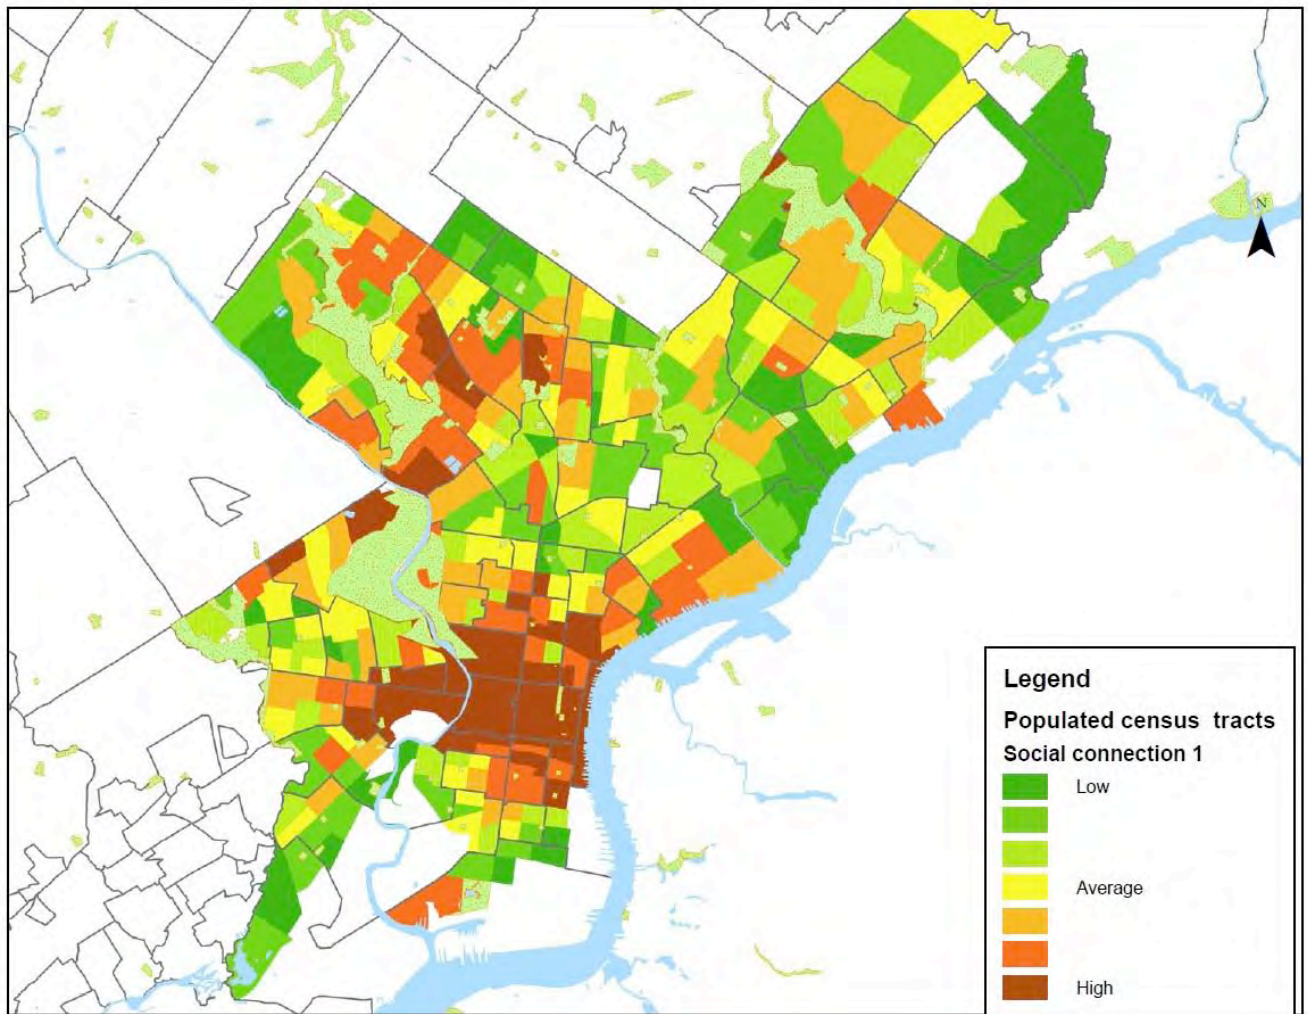 N
Legend
Populated census tracts
Social connection 1
Low
Average
High